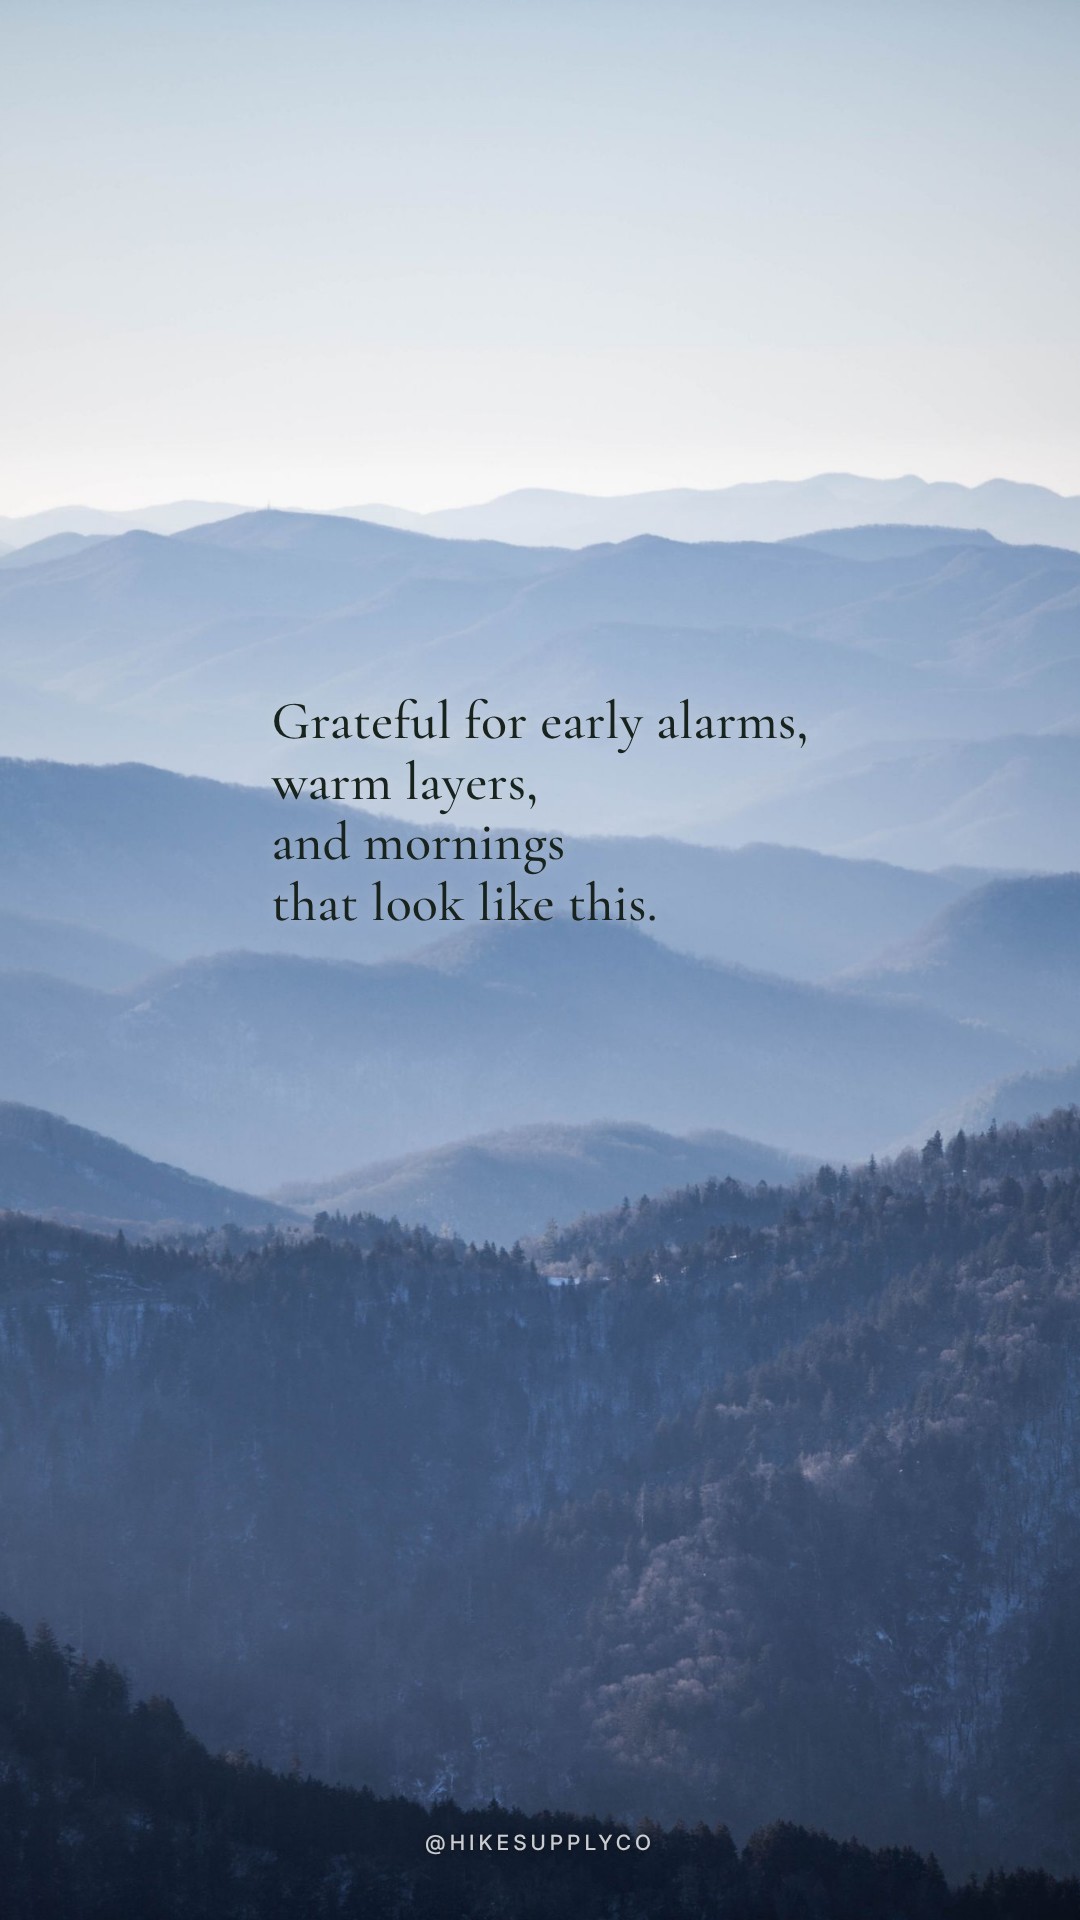 Grateful for early alarms,
warm layers,
and mornings
that look like this.
@HIKESUPPLYCO